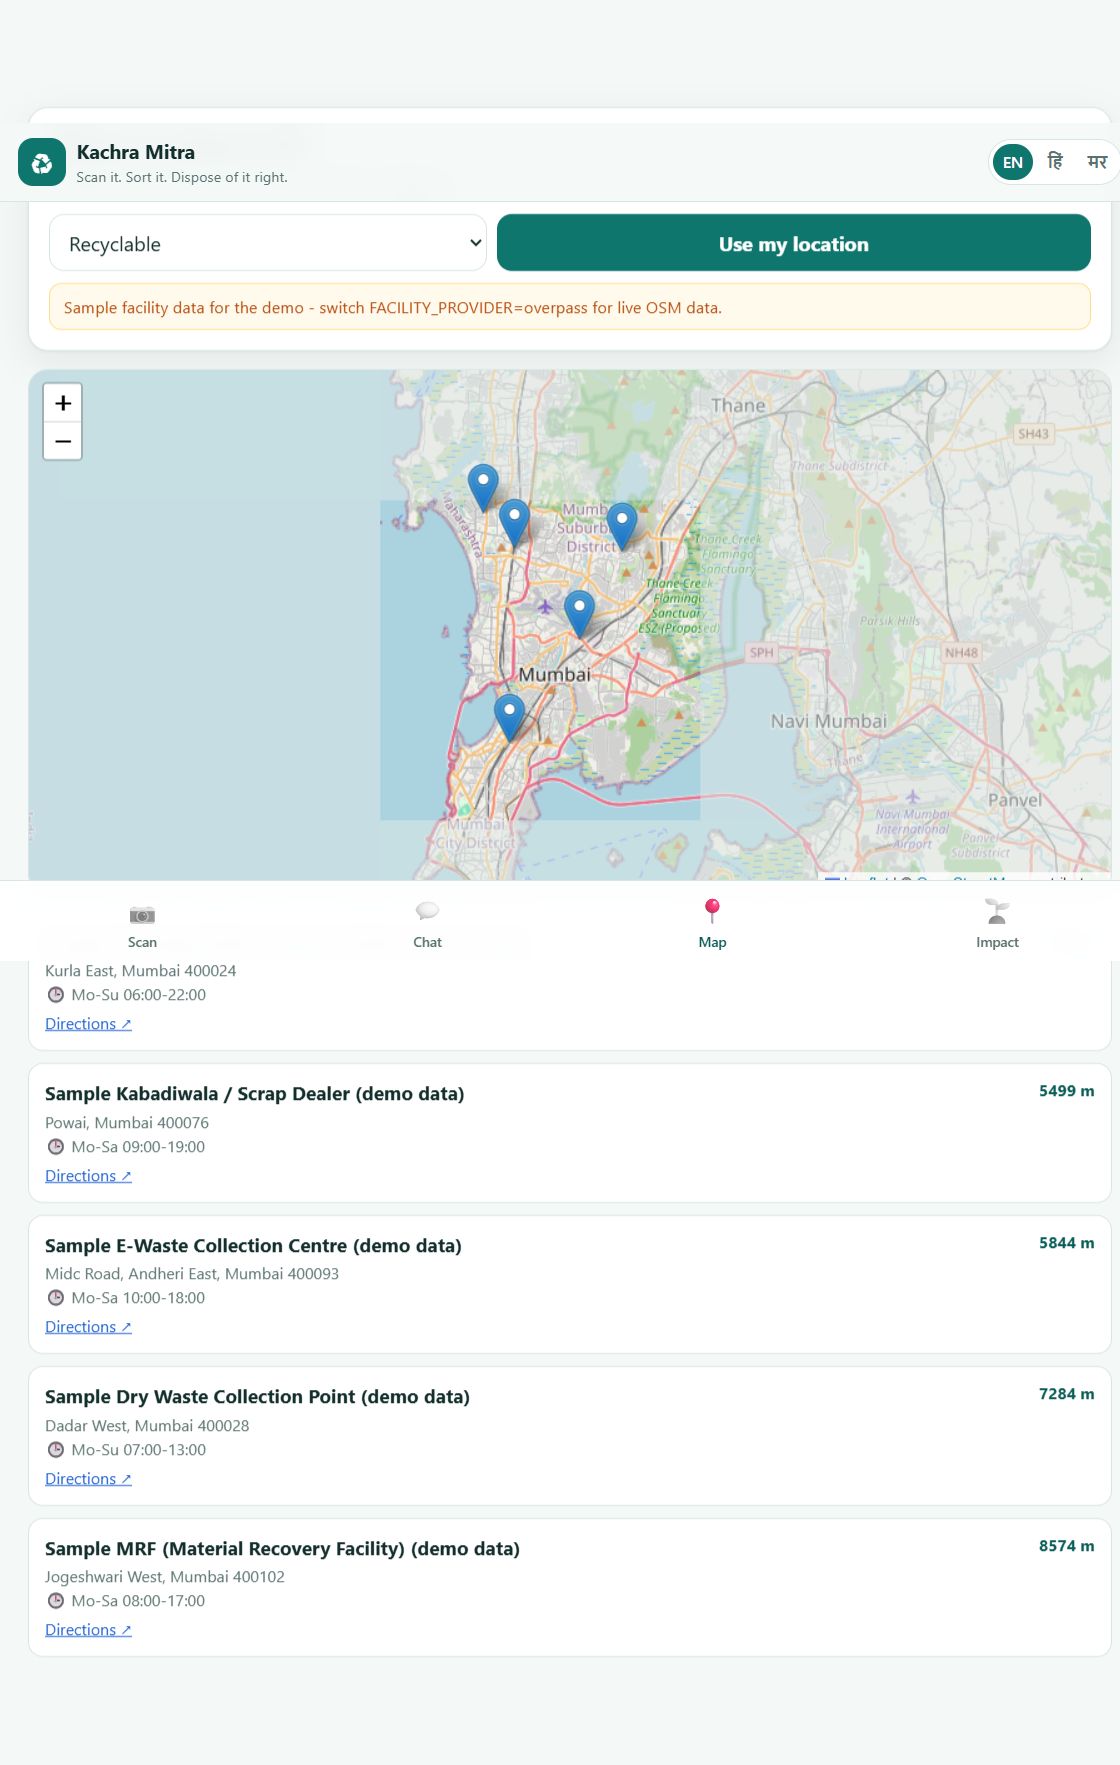 Kachra Mitra
Scan it. Sort it. Dispose of it right.
EN हिं मर
Recyclable
Use my location
Sample facility data for the demo - switch FACILITY_PROVIDER=overpass for live OSM data.
+
−
Thane
SH43
Thane Subdistrict
Maharashtra
Mumbai
Suburban
District
Thane Creek
Flamingo
Sanctuary
Thane Creek
Flamingo
Sanctuary
ESZ (Proposed)
Parsik Hills
SPH
NH48
Mumbai
Navi Mumbai
Thane
Panvel
Navi Mumbai
International
Airport
Panvel
Subdistrict
Mumbai
City District
Scan
Chat
Map
Impact
Kurla East, Mumbai 400024
Mo-Su 06:00-22:00
Directions ↗
Sample Kabadiwala / Scrap Dealer (demo data)
5499 m
Powai, Mumbai 400076
Mo-Sa 09:00-19:00
Directions ↗
Sample E-Waste Collection Centre (demo data)
5844 m
Midc Road, Andheri East, Mumbai 400093
Mo-Sa 10:00-18:00
Directions ↗
Sample Dry Waste Collection Point (demo data)
7284 m
Dadar West, Mumbai 400028
Mo-Su 07:00-13:00
Directions ↗
Sample MRF (Material Recovery Facility) (demo data)
8574 m
Jogeshwari West, Mumbai 400102
Mo-Sa 08:00-17:00
Directions ↗